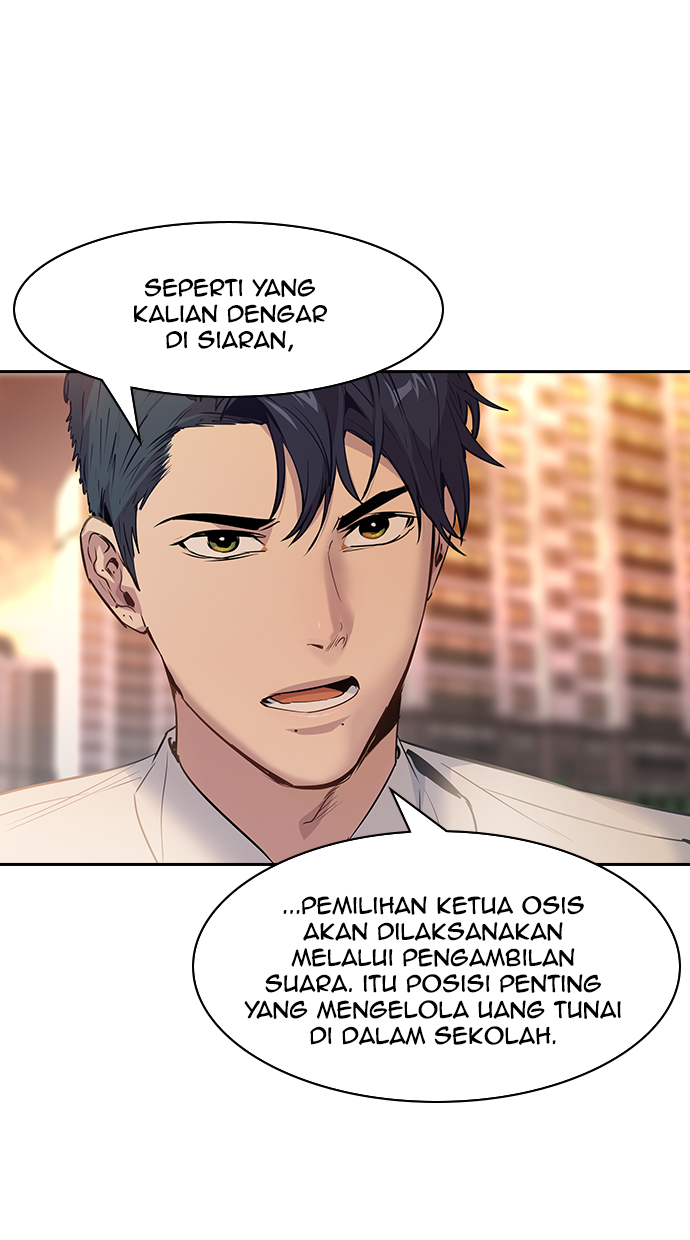 SEPERTI YANG
KALIAN DENGAR
DI SIARAN,
...PEMILIHAN KETUA OSIS
AKAN DILAKSANAKAN
MELALUI PENGAMBILAN
SUARA. ITU POSISI PENTING
YANG MENGELOLA UANG TUNAI
DI DALAM SEKOLAH.